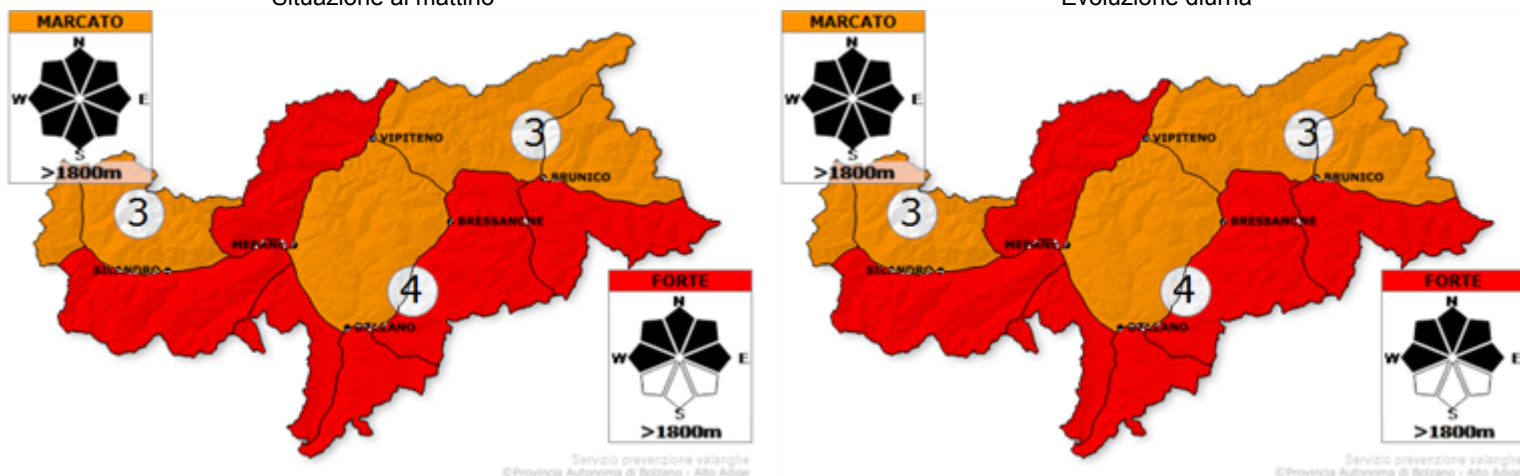 Situazione al mattino
Evoluzione diurna
MARCATO
N
W
E
S
>1800m
3
VIPITENO
3
BRUNICO
BRESSANONE
MERANO
SILANDRO
4
BOLZANO
FORTE
N
W
E
S
>1800m
Servizio prevenzione valanghe
©Provincia Autonoma di Bolzano - Alto Adige
MARCATO
N
W
E
S
>1800m
3
VIPITENO
3
BRUNICO
BRESSANONE
MERANO
SILANDRO
4
BOLZANO
FORTE
N
W
E
S
>1800m
Servizio prevenzione valanghe
©Provincia Autonoma di Bolzano - Alto Adige